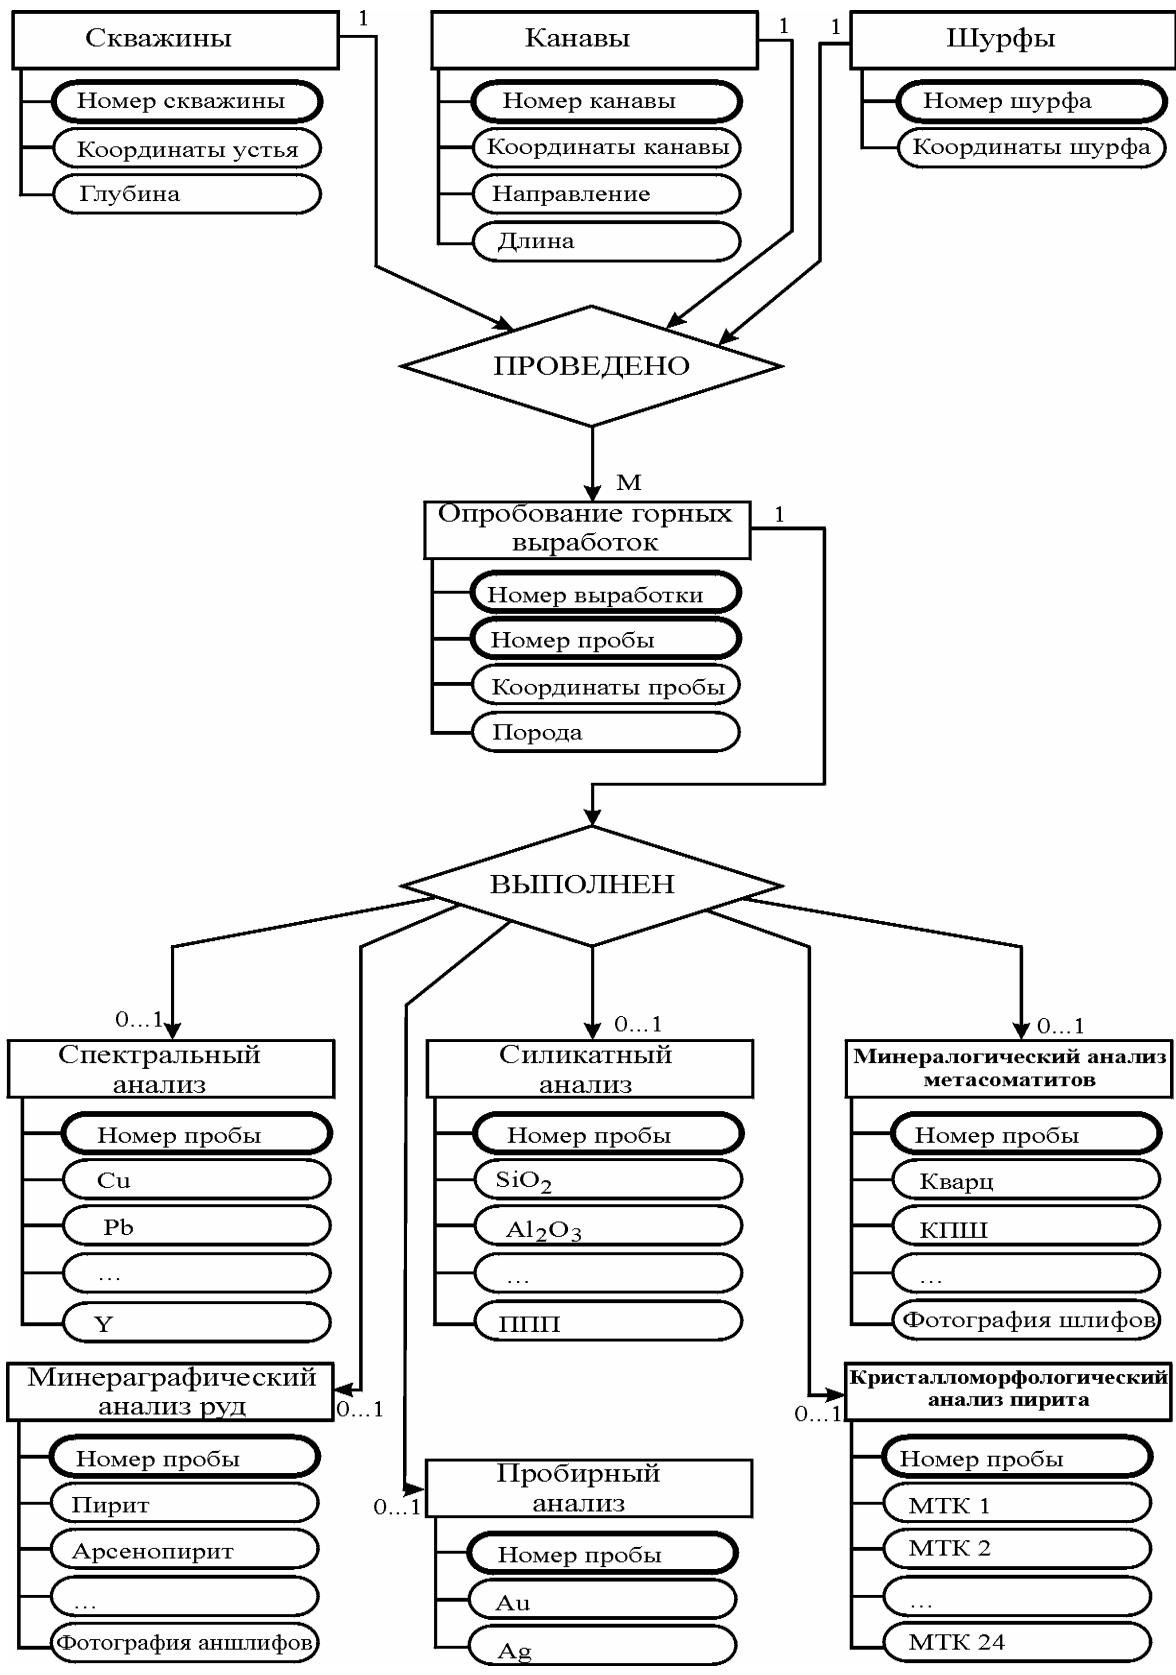 Скважины
1
Номер скважины
Координаты устья
Глубина
Канавы
1
Номер канавы
Координаты канавы
Направление
Длина
1
Шурфы
Номер шурфа
Координаты шурфа
ПРОВЕДЕНО
М
Опробование горных
выработок
1
Номер выработки
Номер пробы
Координаты пробы
Порода
ВЫПОЛНЕН
0...1
Спектральный
анализ
Номер пробы
Cu
Pb
...
Y
0...1
Силикатный
анализ
Номер пробы
SiO2
Al2O3
...
ППП
0...1
Минералогический анализ
метасоматитов
Номер пробы
Кварц
КПШ
...
Фотография шлифов
Минераграфический
анализ руд
0...1
Номер пробы
Пирит
Арсенопирит
...
Фотография аншлифов
0...1
Пробирный
анализ
Номер пробы
Au
Ag
0...1
Кристалломорфологический
анализ пирита
Номер пробы
МТК 1
МТК 2
...
МТК 24